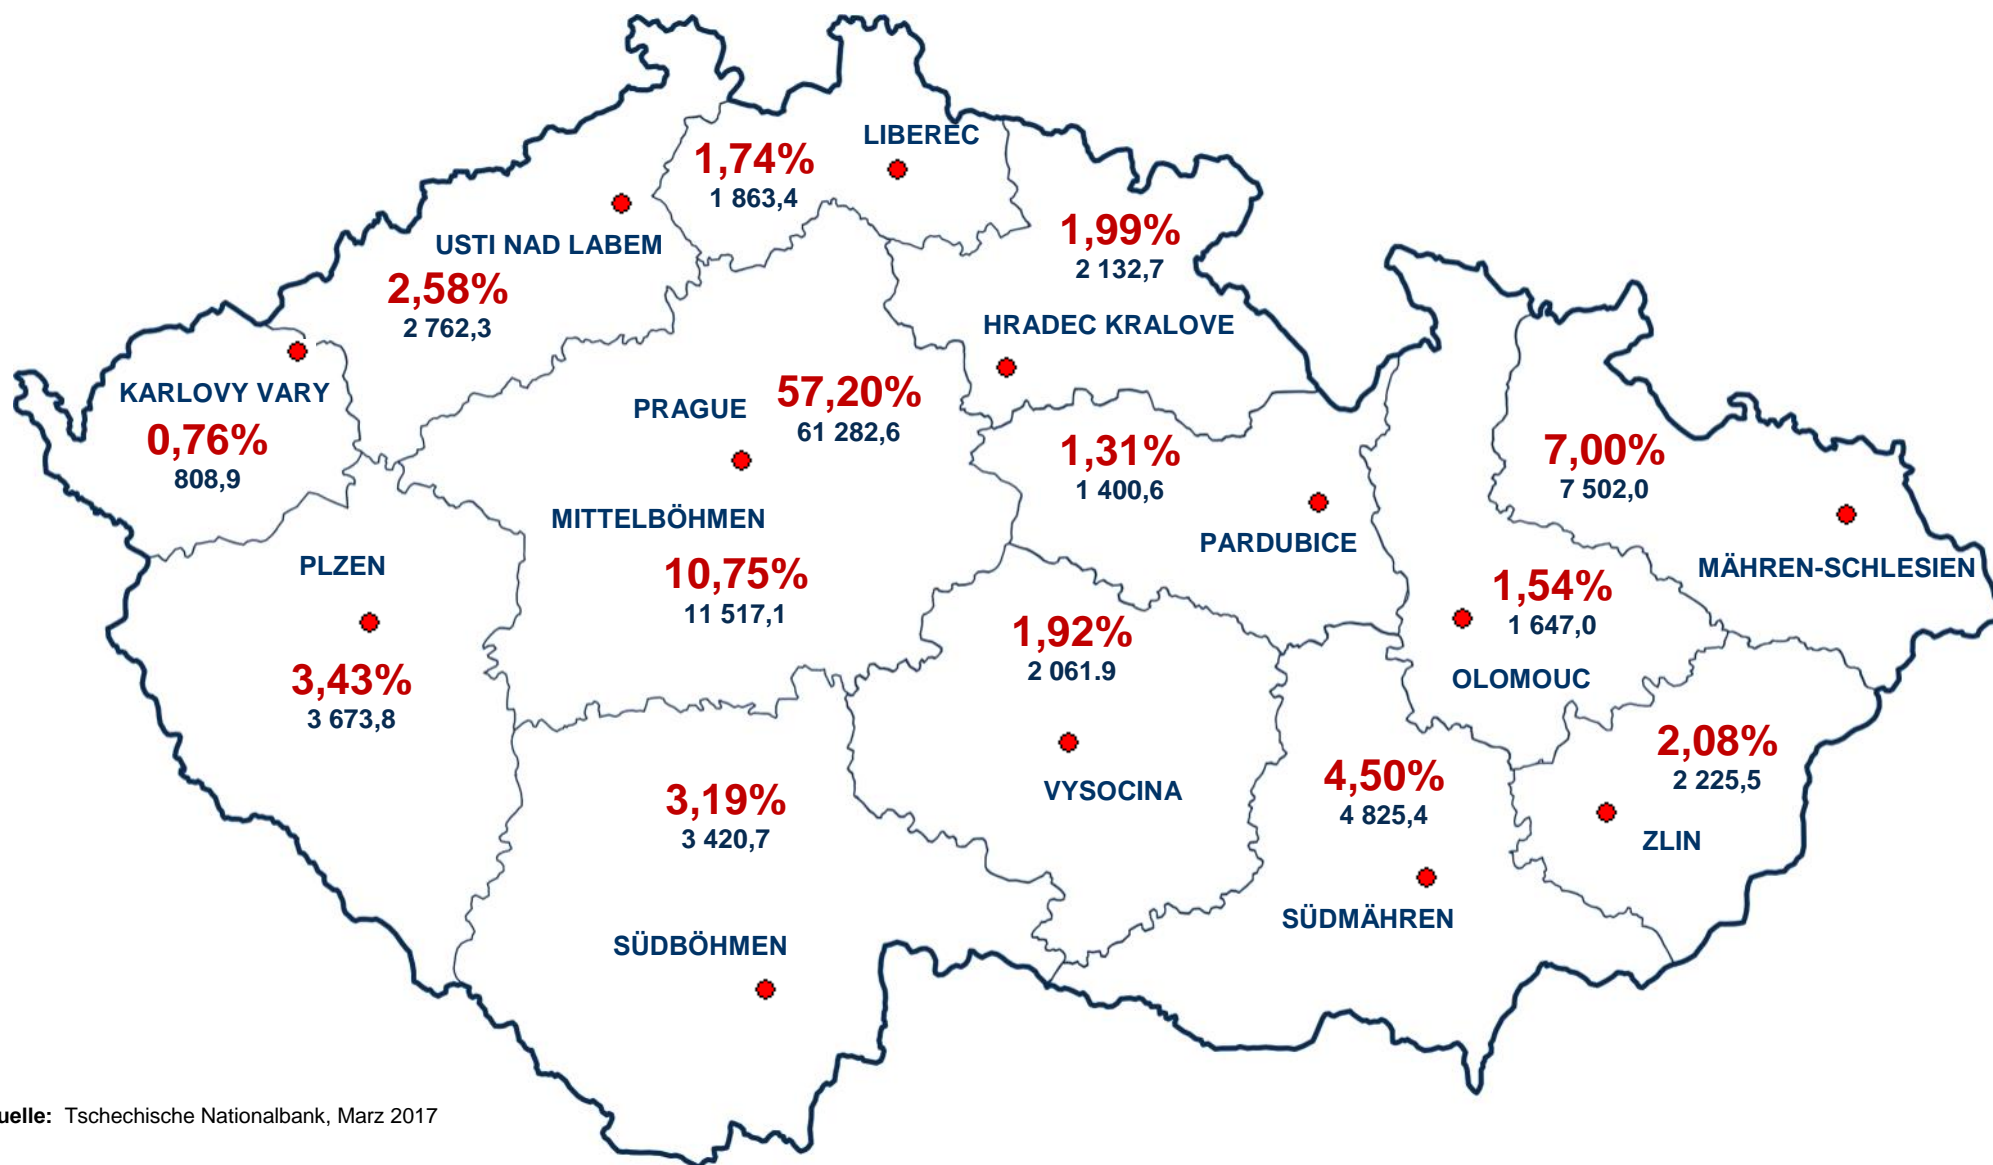 LIBEREC
1,74%
1 863,4
USTI NAD LABEM
2,58%
2 762,3
1,99%
2 132,7
HRADEC KRALOVE
KARLOVY VARY
0,76%
808,9
PRAGUE
57,20%
61 282,6
1,31%
1 400,6
PARDUBICE
7,00%
7 502,0
MÄHREN-SCHLESIEN
MITTELBÖHMEN
10,75%
11 517,1
PLZEN
3,43%
3 673,8
1,92%
2 061.9
VYSOCINA
1,54%
1 647,0
OLOMOUC
2,08%
2 225,5
ZLIN
3,19%
3 420,7
SÜDBÖHMEN
4,50%
4 825,4
SÜDMÄHREN
uelle: Tschechische Nationalbank, Marz 2017